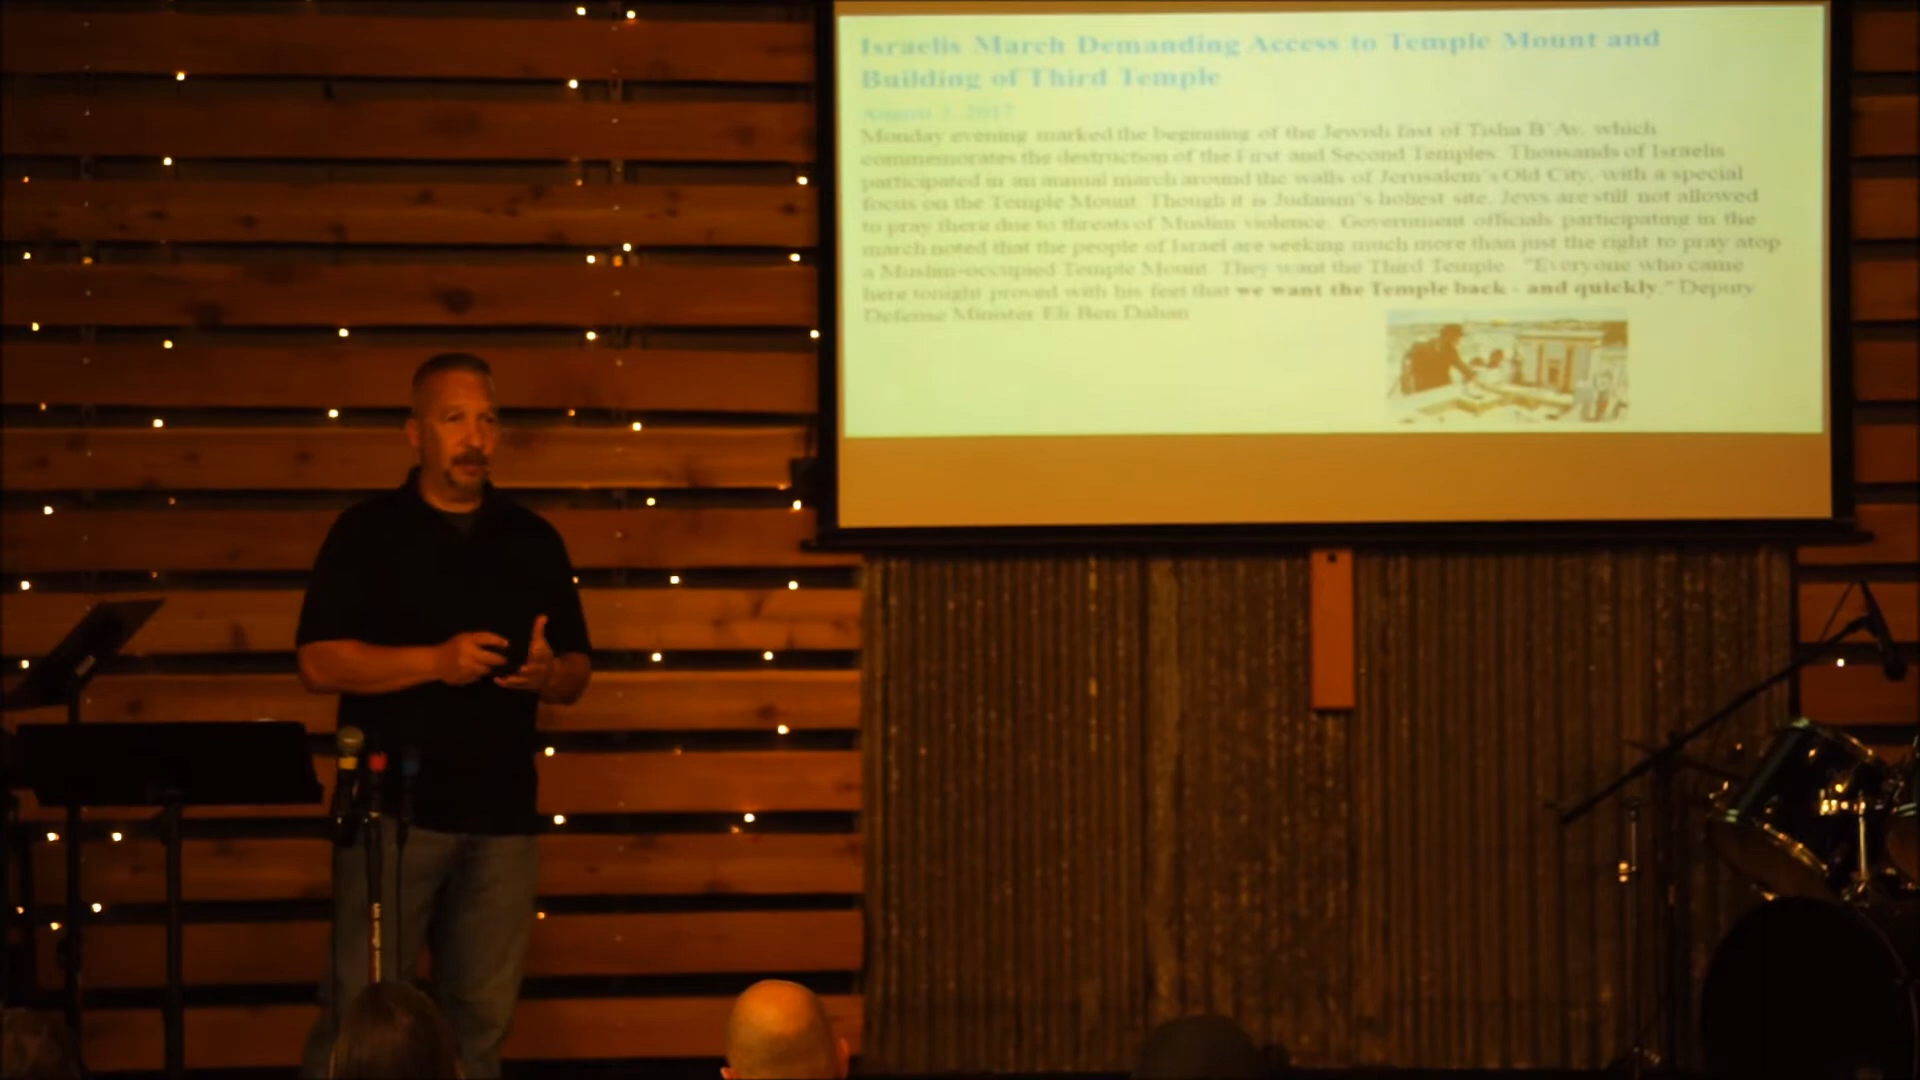 Israelis March Demanding Access to Temple Mount and
Building of Third Temple
August 1, 2017
Monday evening marked the beginning of the Jewish fast of Tisha B'Av, which
commemorates the destruction of the First and Second Temples. Thousands of Israelis
participated in an annual march around the walls of Jerusalem's Old City, with a special
focus on the Temple Mount. Though it is Judaism's holiest site, Jews are still not allowed
to pray there due to threats of Muslim violence. Government officials participating in the
march noted that the people of Israel are seeking much more than just the right to pray atop
a Muslim-occupied Temple Mount. They want the Third Temple. "Everyone who came
here tonight proved with his feet that we want the Temple back - and quickly." Deputy
Defense Minister Eli Ben Dahan